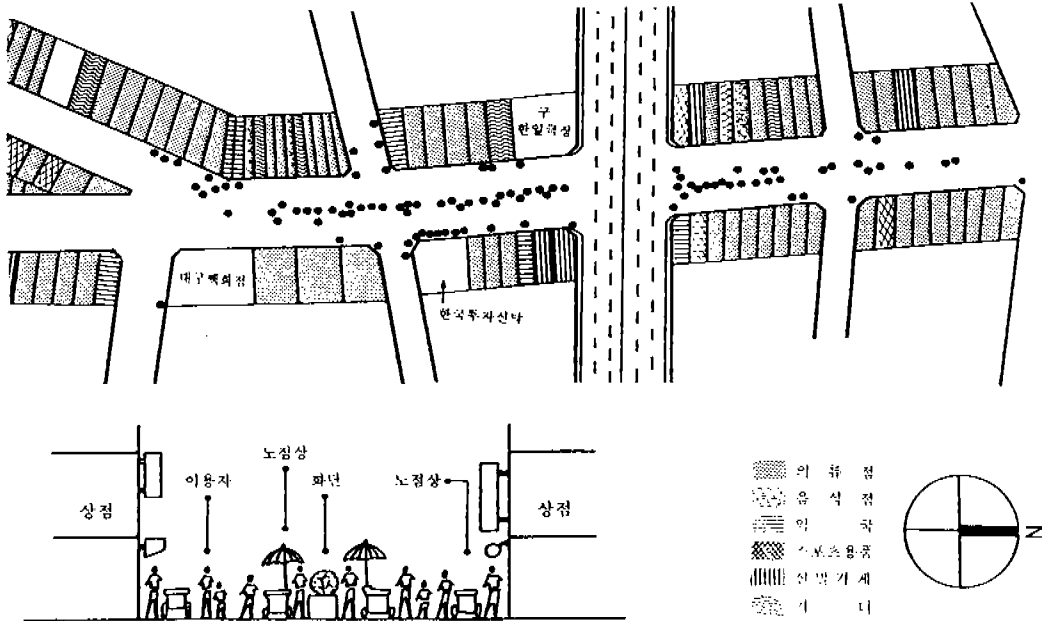 구
한일극장
대구백화점
한국투자신탁
노점상
이용자
화단
노점상
상점
상점
의 류 점
음 식 점
약 국
스포츠용품
신발가게
기 타
N